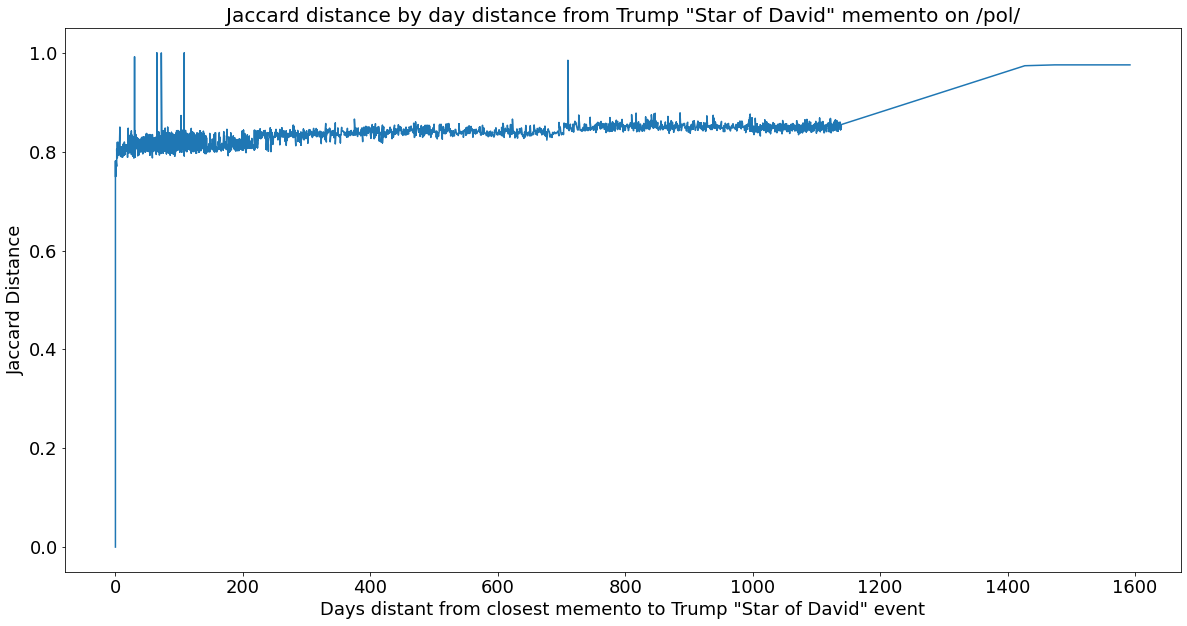 Jaccard distance by day distance from Trump "Star of David" memento on /pol/
1.0
0.8
0.6
0.4
0.2
0.0
Jaccard Distance
0 200 400 600 800 1000 1200 1400 1600
Days distant from closest memento to Trump "Star of David" event